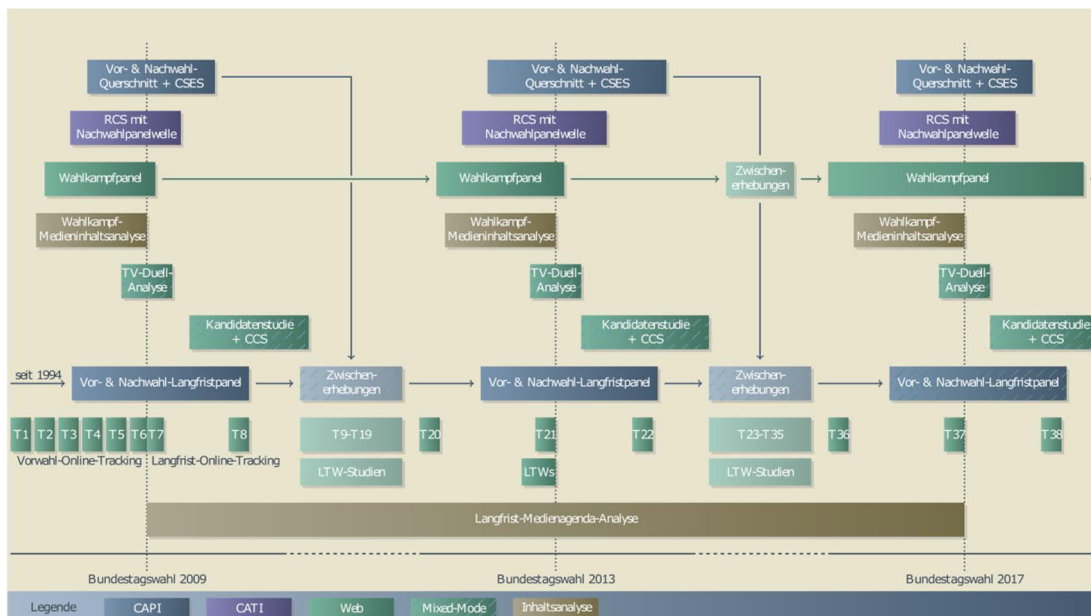 Vor- & Nachwahl-
Querschnitt + CSES
Vor- & Nachwahl-
Querschnitt + CSES
Vor- & Nachwahl-
Querschnitt + CSES
RCS mit
Nachwahlpanelwelle
RCS mit
Nachwahlpanelwelle
RCS mit
Nachwahlpanelwelle
Wahlkampfpanel
Wahlkampfpanel
Zwischen-
erhebungen
Wahlkampfpanel
Wahlkampf-
Medieninhaltsanalyse
Wahlkampf-
Medieninhaltsanalyse
Wahlkampf-
Medieninhaltsanalyse
TV-Duell-
Analyse
TV-Duell-
Analyse
TV-Duell-
Analyse
Kandidatenstudie
+ CCS
Kandidatenstudie
+ CCS
Kandidatenstudie
+ CCS
seit 1994
Vor- & Nachwahl-Langfristpanel
Zwischen-
erhebungen
Vor- & Nachwahl-Langfristpanel
Zwischen-
erhebungen
Vor- & Nachwahl-Langfristpanel
T1 T2 T3 T4 T5 T6 T7 T8 T9-T19 T20 T21 T22 T23-T35 T36 T37 T38
Vorwahl-Online-Tracking Langfrist-Online-Tracking
LTW-Studien LTWs LTW-Studien
Langfrist-Medienagenda-Analyse
Bundestagswahl 2009 Bundestagswahl 2013 Bundestagswahl 2017
Legende CAPI CATI Web Mixed-Mode Inhaltsanalyse